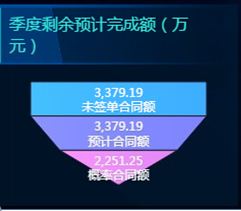 季度剩余预计完成额（万
元）
3,379.19
未签单合同额
3,379.19
预计合同额
2,251.25
概率合同额